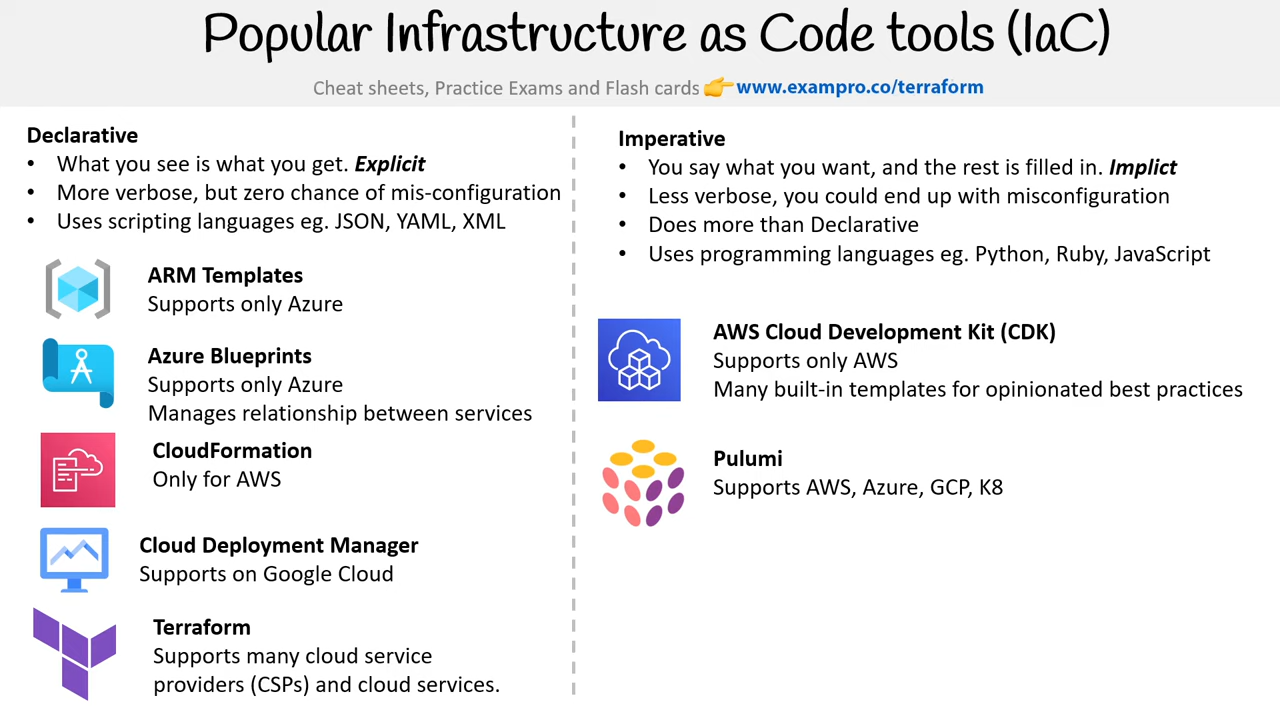 Popular Infrastructure as Code tools (IaC)
Cheat sheets, Practice Exams and Flash cards 👉 www.exampro.co/terraform
Declarative
• What you see is what you get. Explicit
• More verbose, but zero chance of mis-configuration
• Uses scripting languages eg. JSON, YAML, XML
ARM Templates
Supports only Azure
Azure Blueprints
Supports only Azure
Manages relationship between services
CloudFormation
Only for AWS
Cloud Deployment Manager
Supports on Google Cloud
Terraform
Supports many cloud service
providers (CSPs) and cloud services.
Imperative
• You say what you want, and the rest is filled in. Implict
• Less verbose, you could end up with misconfiguration
• Does more than Declarative
• Uses programming languages eg. Python, Ruby, JavaScript
AWS Cloud Development Kit (CDK)
Supports only AWS
Many built-in templates for opinionated best practices
Pulumi
Supports AWS, Azure, GCP, K8